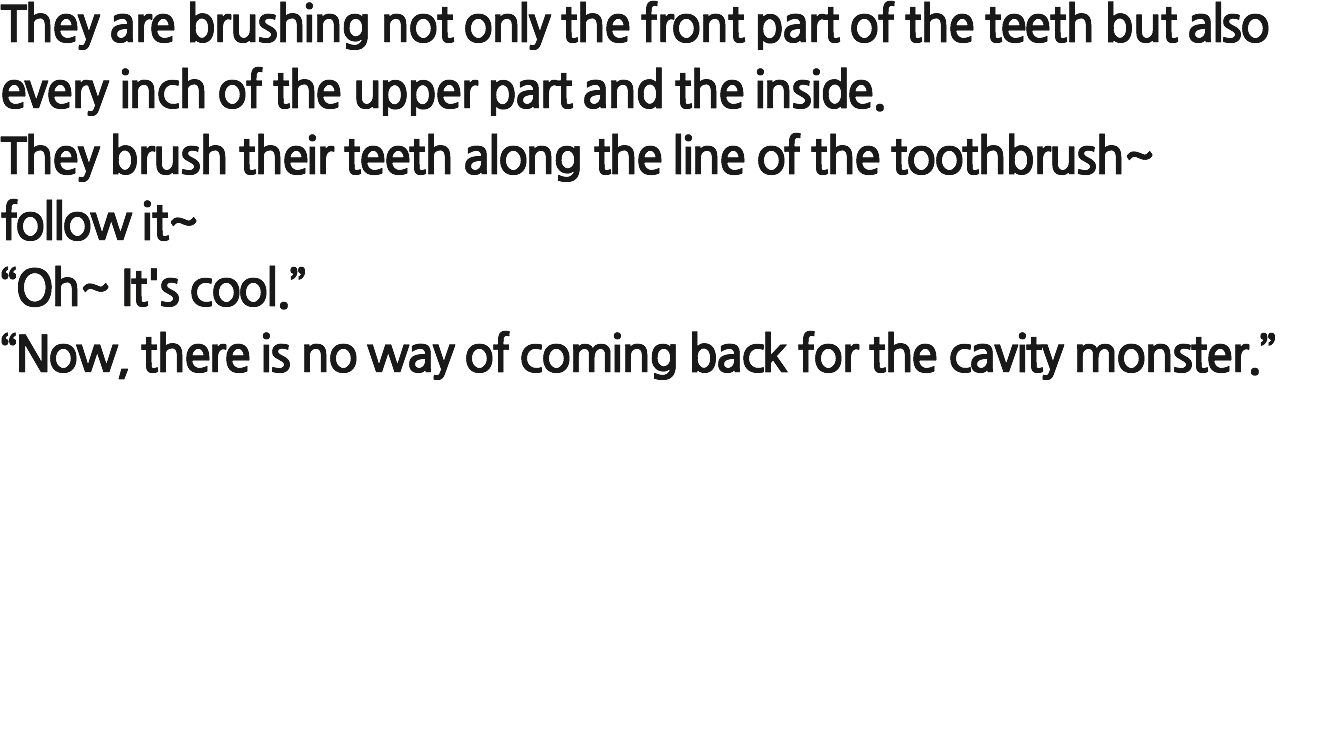 They are brushing not only the front part of the teeth but also
every inch of the upper part and the inside.
They brush their teeth along the line of the toothbrush~
follow it~
“Oh~ It's cool.”
“Now, there is no way of coming back for the cavity monster.”